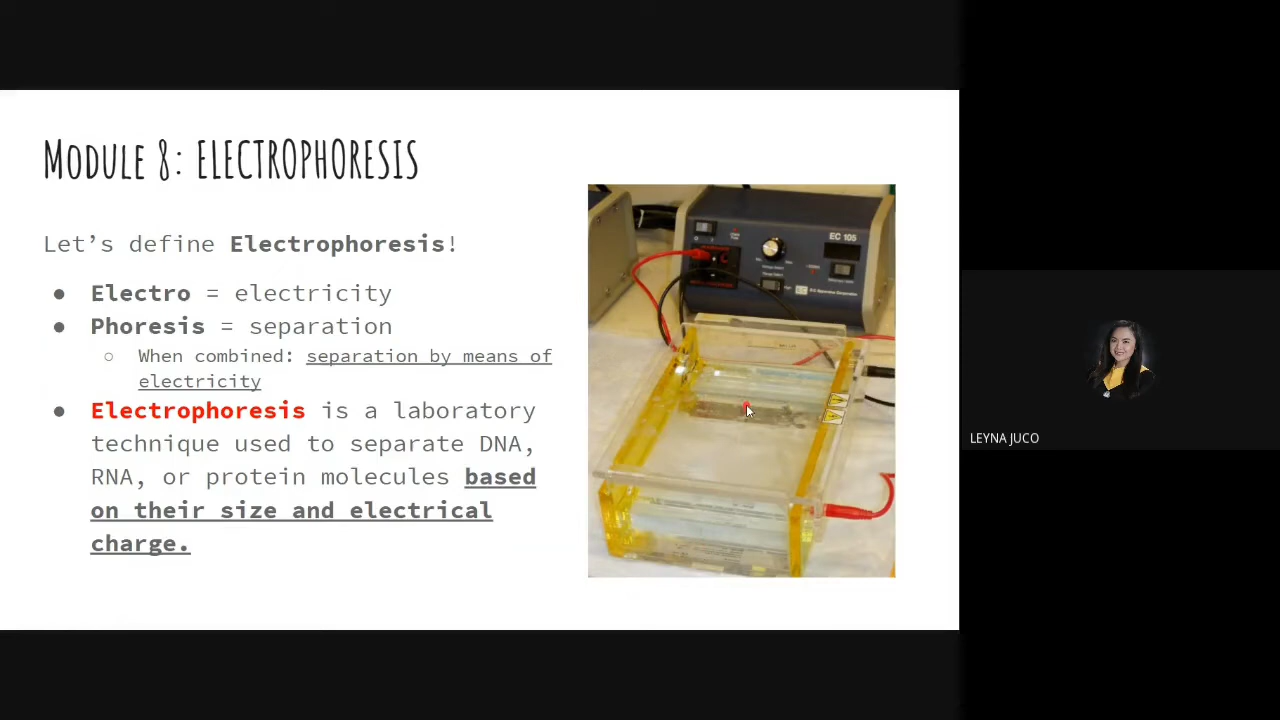 Module 8: ELECTROPHORESIS
Let’s define Electrophoresis!
● Electro = electricity
● Phoresis = separation
○ When combined: separation by means of
electricity
● Electrophoresis is a laboratory
technique used to separate DNA,
RNA, or protein molecules based
on their size and electrical
charge.
EC 105
LEYNA JUCO